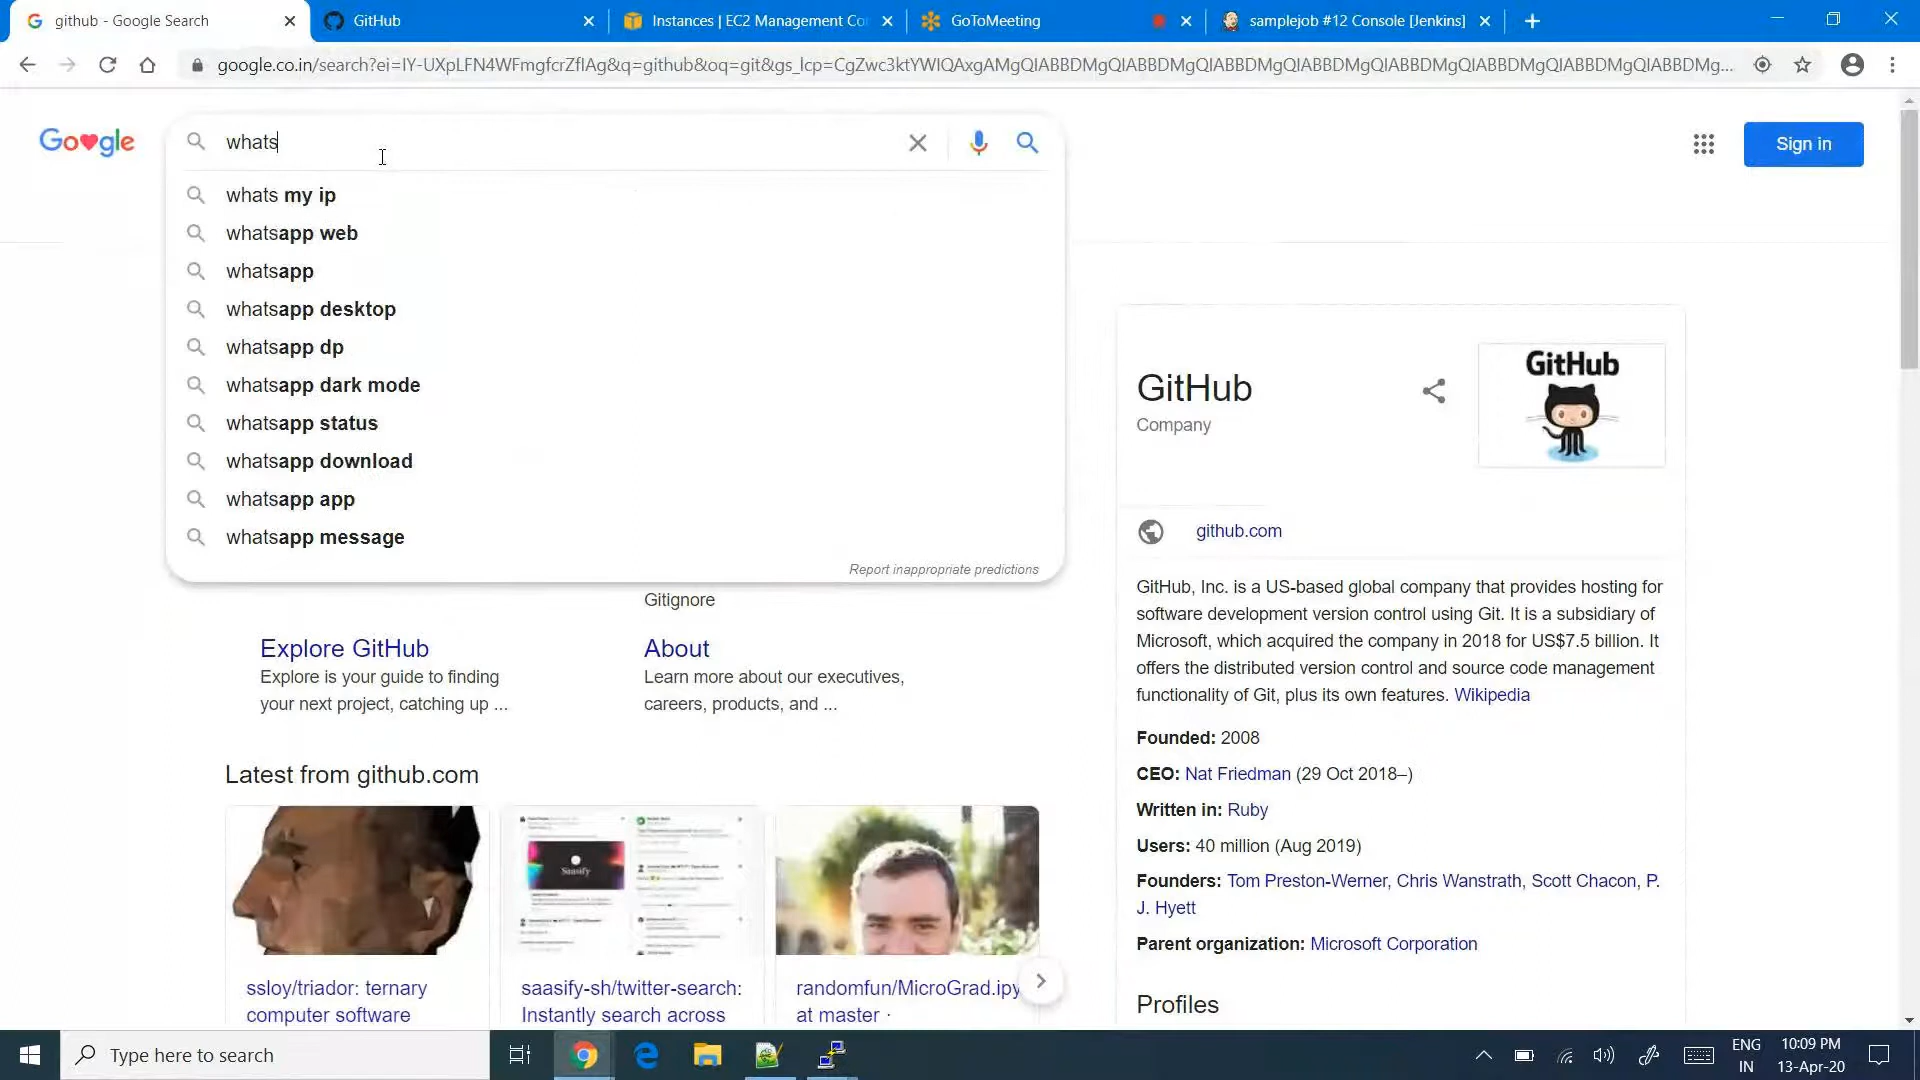 github - Google Search
GitHub
Instances | EC2 Management Co
GoToMeeting
samplejob #12 Console [Jenkins]
google.co.in/search?ei=IY-UXpLFN4WFmgfcrZfIAg&q=github&oq=git&gs_lcp=CgZwc3ktYWIQAxgAMgQIABBDMgQIABBDMgQIABBDMgQIABBDMgQIABBDMgQIABBDMgQIABBDMg...
Google
whats
Sign in
whats my ip
whatsapp web
whatsapp
whatsapp desktop
whatsapp dp
whatsapp dark mode
whatsapp status
whatsapp download
whatsapp app
whatsapp message
Report inappropriate predictions
Gitignore
Explore GitHub
Explore is your guide to finding
your next project, catching up ...
About
Learn more about our executives,
careers, products, and ...
Latest from github.com
Saasify
ssloy/triador: ternary
computer software
saasify-sh/twitter-search:
Instantly search across
randomfun/MicroGrad.ipy
at master ·
GitHub
Company
GitHub
github.com
GitHub, Inc. is a US-based global company that provides hosting for
software development version control using Git. It is a subsidiary of
Microsoft, which acquired the company in 2018 for US$7.5 billion. It
offers the distributed version control and source code management
functionality of Git, plus its own features. Wikipedia
Founded: 2008
CEO: Nat Friedman (29 Oct 2018–)
Written in: Ruby
Users: 40 million (Aug 2019)
Founders: Tom Preston-Werner, Chris Wanstrath, Scott Chacon, P.
J. Hyett
Parent organization: Microsoft Corporation
Profiles
Type here to search
ENG
IN
10:09 PM
13-Apr-20